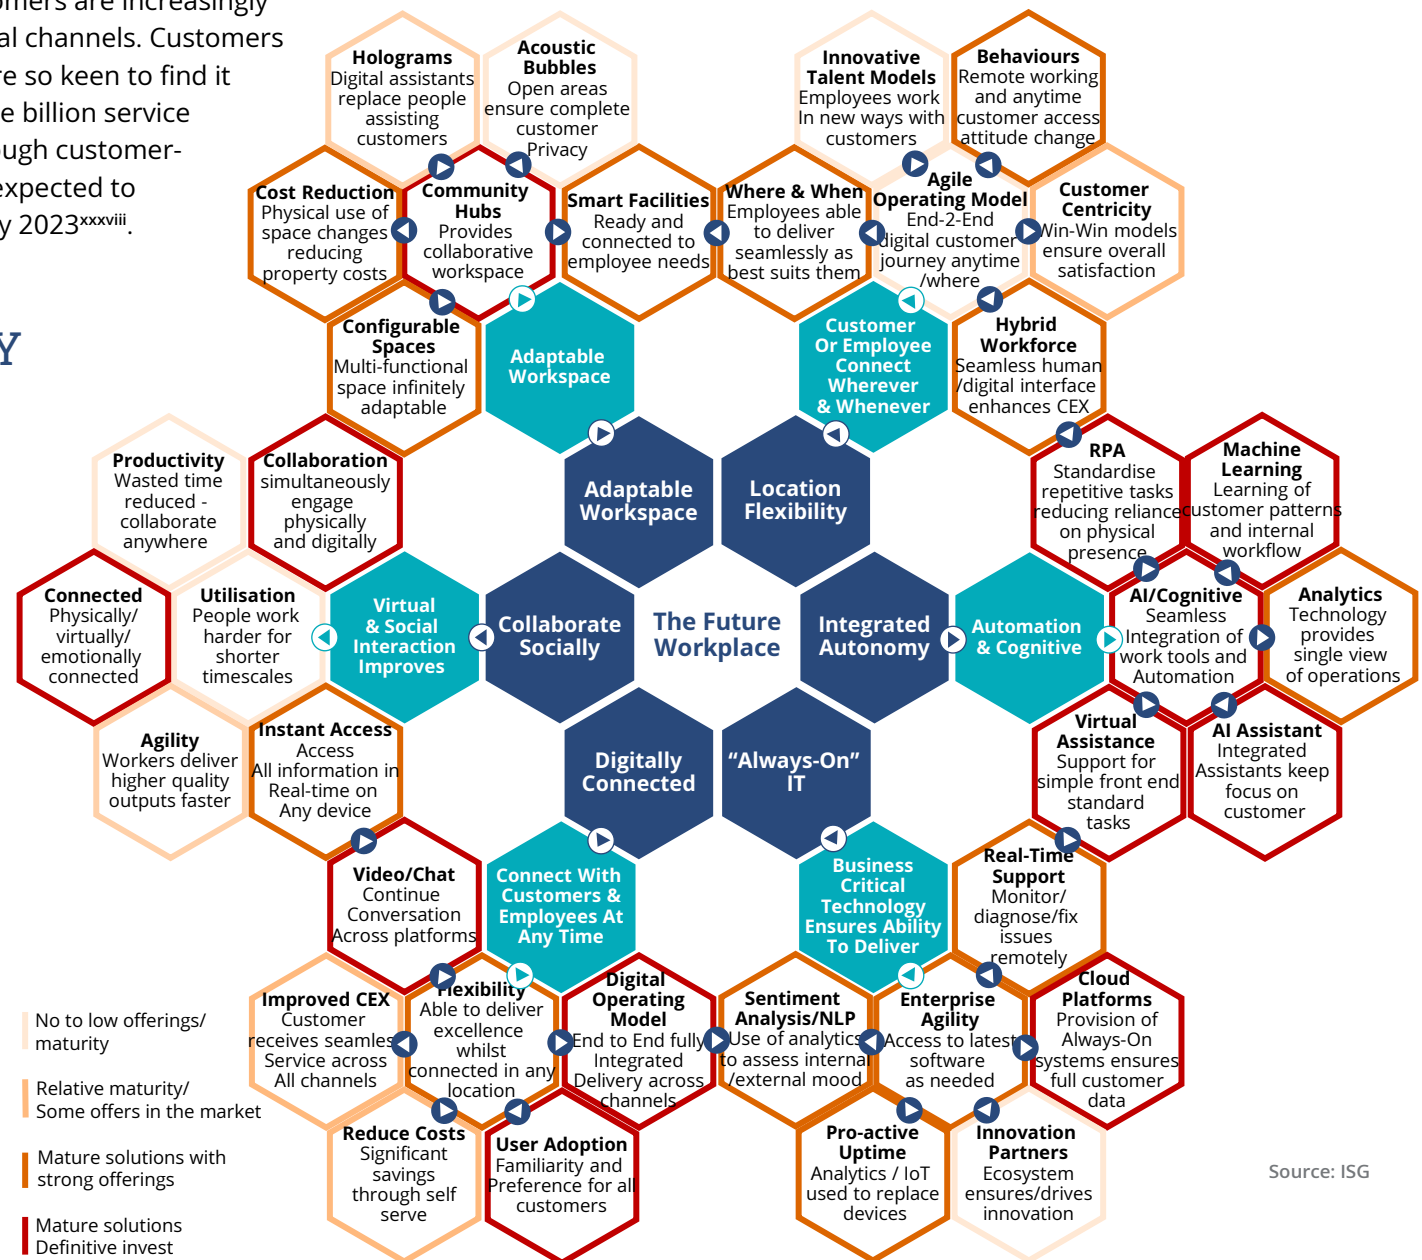 omers are increasingly
al channels. Customers
re so keen to find it
e billion service
ough customer-
expected to
y 2023xxxviii.
Y
Holograms
Digital assistants
replace people
assisting
customers
Acoustic
Bubbles
Open areas
ensure complete
customer
Privacy
Innovative
Talent Models
Employees work
In new ways with
customers
Behaviours
Remote working
and anytime
customer access
attitude change
Cost Reduction
Physical use of
space changes
reducing
property costs
Community
Hubs
Provides
collaborative
workspace
Smart Facilities
Ready and
connected to
employee needs
Where & When
Employees able
to deliver
seamlessly as
best suits them
Agile
Operating Model
End-2-End
digital customer
journey anytime
/where
Customer
Centricity
Win-Win models
ensure overall
satisfaction
Configurable
Spaces
Multi-functional
space infinitely
adaptable
Adaptable
Workspace
Customer
Or Employee
Connect
Wherever
& Whenever
Hybrid
Workforce
Seamless human
/digital interface
enhances CEX
Productivity
Wasted time
reduced -
collaborate
anywhere
Collaboration
simultaneously
engage
physically
and digitally
Adaptable
Workspace
Location
Flexibility
RPA
Standardise
repetitive tasks
reducing reliance
on physical
presence
Machine
Learning
Learning of
customer patterns
and internal
workflow
Connected
Physically/
virtually/
emotionally
connected
Utilisation
People work
harder for
shorter
timescales
Virtual
& Social
Interaction
Improves
Collaborate
Socially
The Future
Workplace
Integrated
Autonomy
Automation
& Cognitive
AI/Cognitive
Seamless
Integration of
work tools and
Automation
Analytics
Technology
provides
single view
of operations
Agility
Workers deliver
higher quality
outputs faster
Instant Access
Access
All information in
Real-time on
Any device
Digitally
Connected
“Always-On”
IT
Virtual
Assistance
Support for
simple front end
standard
tasks
AI Assistant
Integrated
Assistants keep
focus on
customer
Video/Chat
Continue
Conversation
Across platforms
Connect With
Customers &
Employees At
Any Time
Business
Critical
Technology
Ensures Ability
To Deliver
Real-Time
Support
Monitor/
diagnose/fix
issues
remotely
Improved CEX
Customer
receives seamless
Service across
All channels
Flexibility
Able to deliver
excellence
whilst
connected in any
location
Digital
Operating
Model
End to End fully
Integrated
Delivery across
channels
Sentiment
Analysis/NLP
Use of analytics
to assess internal
/external mood
Enterprise
Agility
Access to latest
software
as needed
Cloud
Platforms
Provision of
Always-On
systems ensures
full customer
data
Reduce Costs
Significant
savings
through self
serve
User Adoption
Familiarity and
Preference for all
customers
Pro-active
Uptime
Analytics / IoT
used to replace
devices
Innovation
Partners
Ecosystem
ensures/drives
innovation
No to low offerings/
maturity
Relative maturity/
Some offers in the market
Mature solutions with
strong offerings
Mature solutions
Definitive invest
Source: ISG